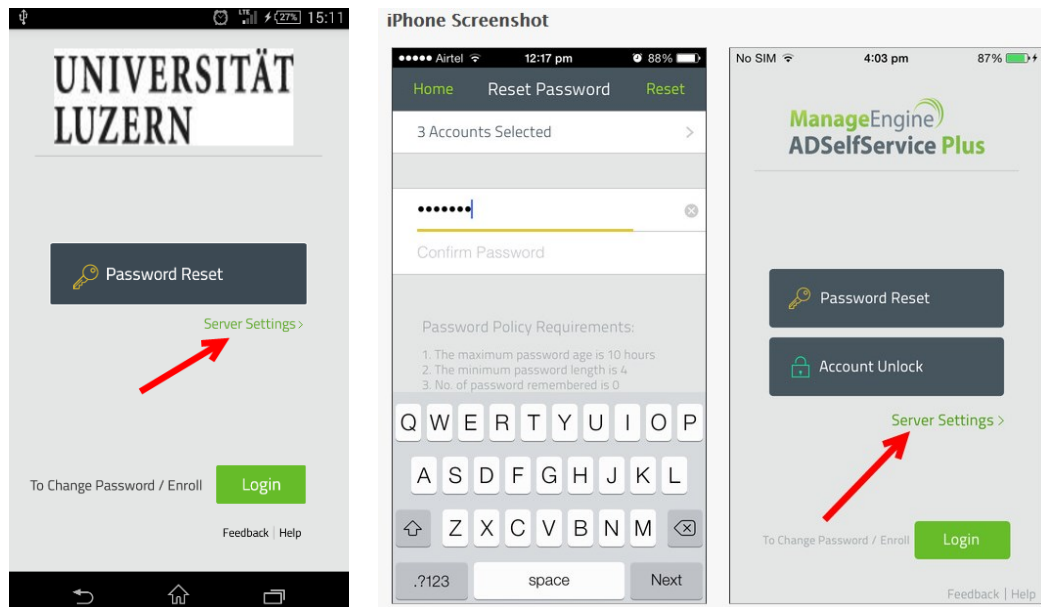 LTE 27% 15:11
UNIVERSITÄT
LUZERN
Password Reset
Server Settings >
To Change Password / Enroll Login
Feedback | Help
iPhone Screenshot
Airtel 12:17 pm 88%
Home Reset Password Reset
3 Accounts Selected >
•••••••
Confirm Password
Password Policy Requirements:
1. The maximum password age is 10 hours
2. The minimum password length is 4
3. No. of password remembered is 0
Q W E R T Y U I O P
A S D F G H J K L
Z X C V B N M
.?123 space Next
No SIM 4:03 pm 87%
ManageEngine
ADSelfService Plus
Password Reset
Account Unlock
Server Settings >
To Change Password / Enroll Login
Feedback | Help